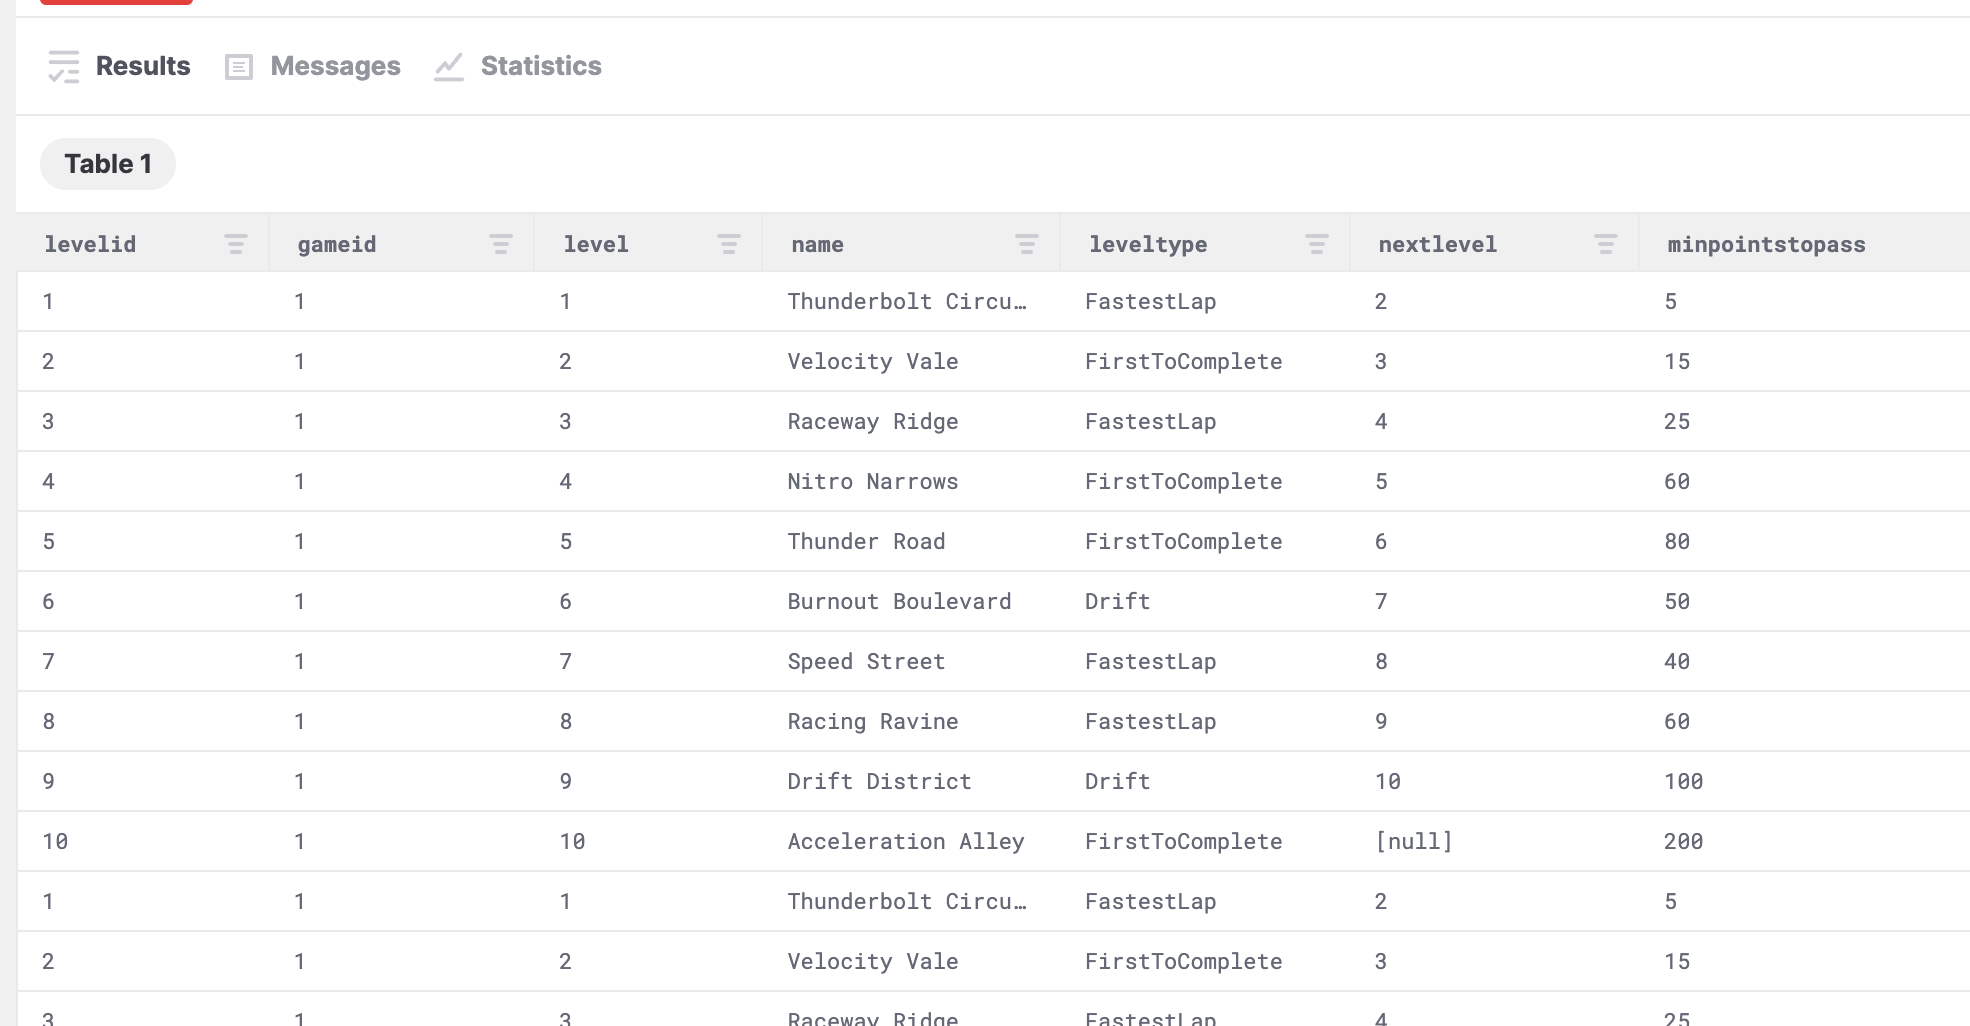 Results Messages Statistics
Table 1
levelid gameid level name leveltype nextlevel minpointstopass
1 1 1 Thunderbolt Circu… FastestLap 2 5
2 1 2 Velocity Vale FirstToComplete 3 15
3 1 3 Raceway Ridge FastestLap 4 25
4 1 4 Nitro Narrows FirstToComplete 5 60
5 1 5 Thunder Road FirstToComplete 6 80
6 1 6 Burnout Boulevard Drift 7 50
7 1 7 Speed Street FastestLap 8 40
8 1 8 Racing Ravine FastestLap 9 60
9 1 9 Drift District Drift 10 100
10 1 10 Acceleration Alley FirstToComplete [null] 200
1 1 1 Thunderbolt Circu… FastestLap 2 5
2 1 2 Velocity Vale FirstToComplete 3 15
3 1 3 Raceway Ridge FastestLap 4 25